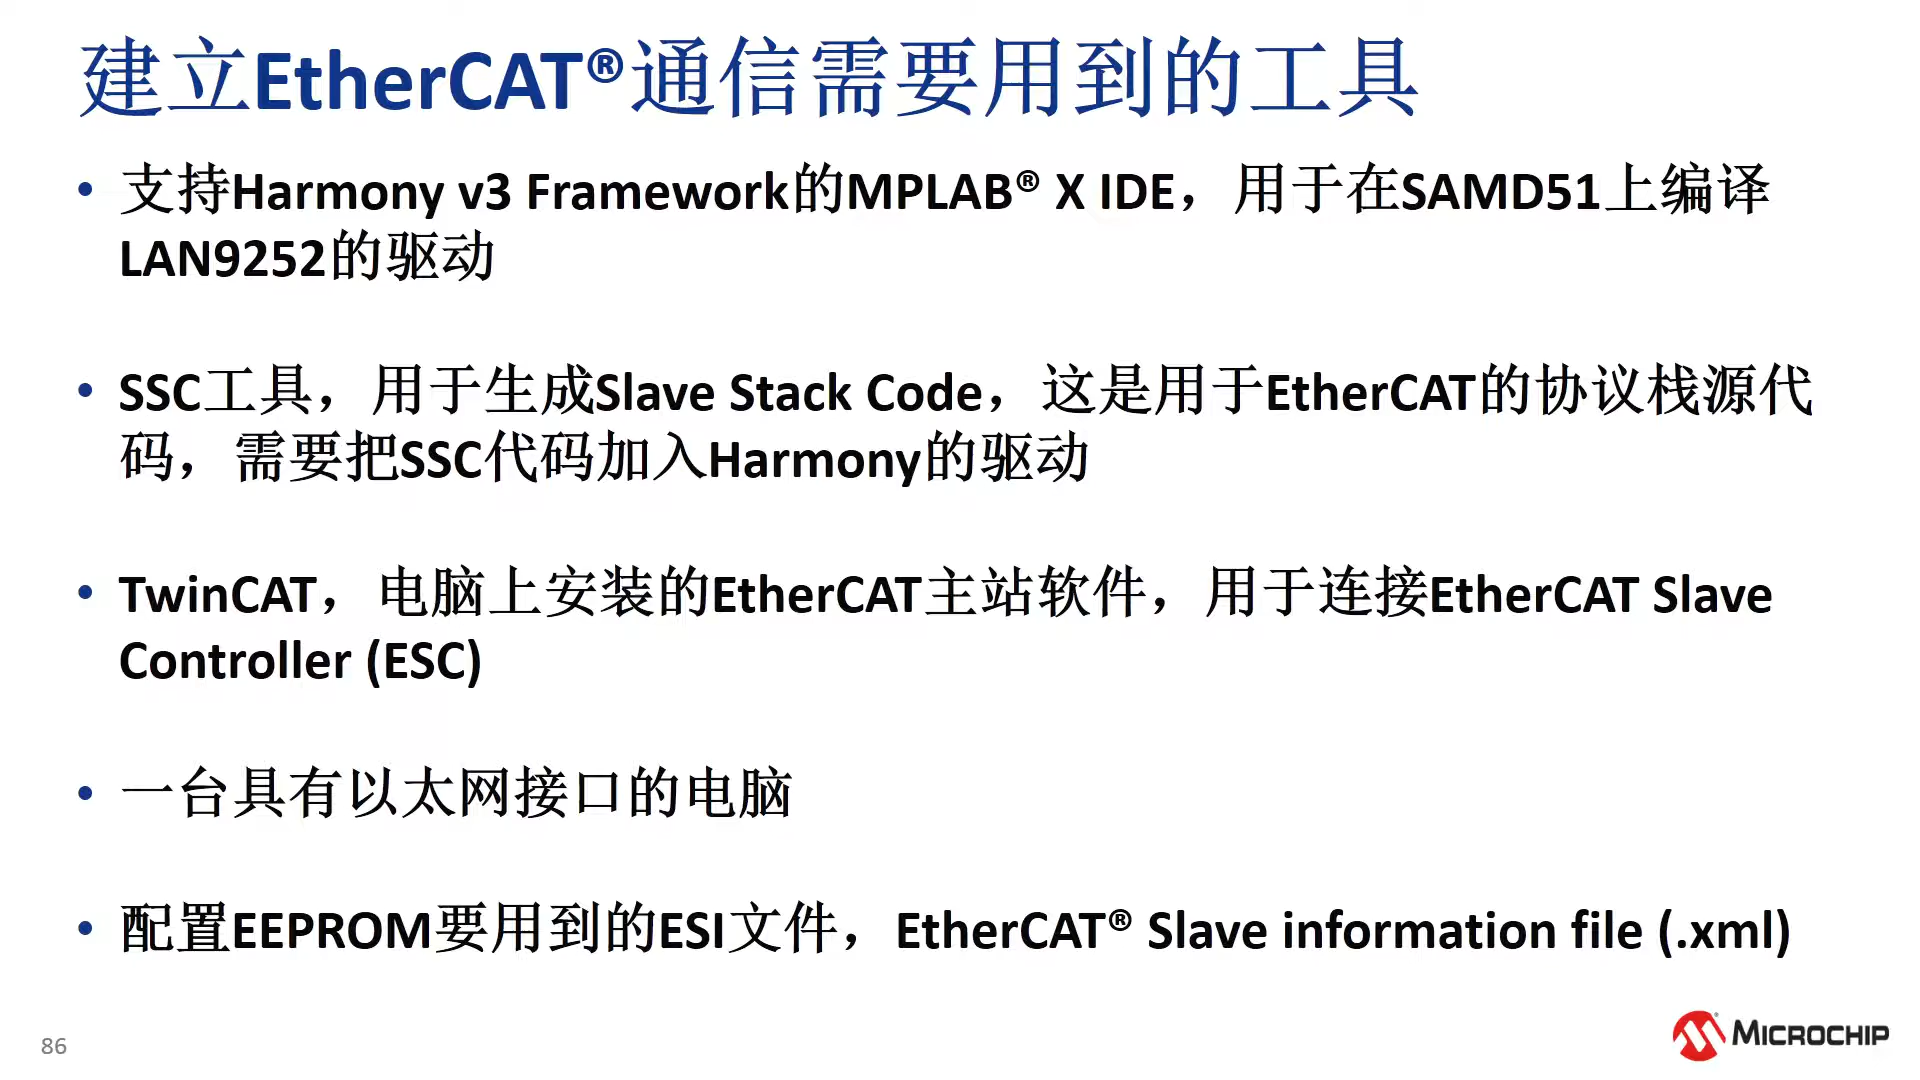 建立EtherCAT®通信需要用到的工具
• 支持Harmony v3 Framework的MPLAB® X IDE，用于在SAMD51上编译
LAN9252的驱动
• SSC工具，用于生成Slave Stack Code，这是用于EtherCAT的协议栈源代
码，需要把SSC代码加入Harmony的驱动
• TwinCAT，电脑上安装的EtherCAT主站软件，用于连接EtherCAT Slave
Controller (ESC)
• 一台具有以太网接口的电脑
• 配置EEPROM要用到的ESI文件，EtherCAT® Slave information file (.xml)
86
MICROCHIP